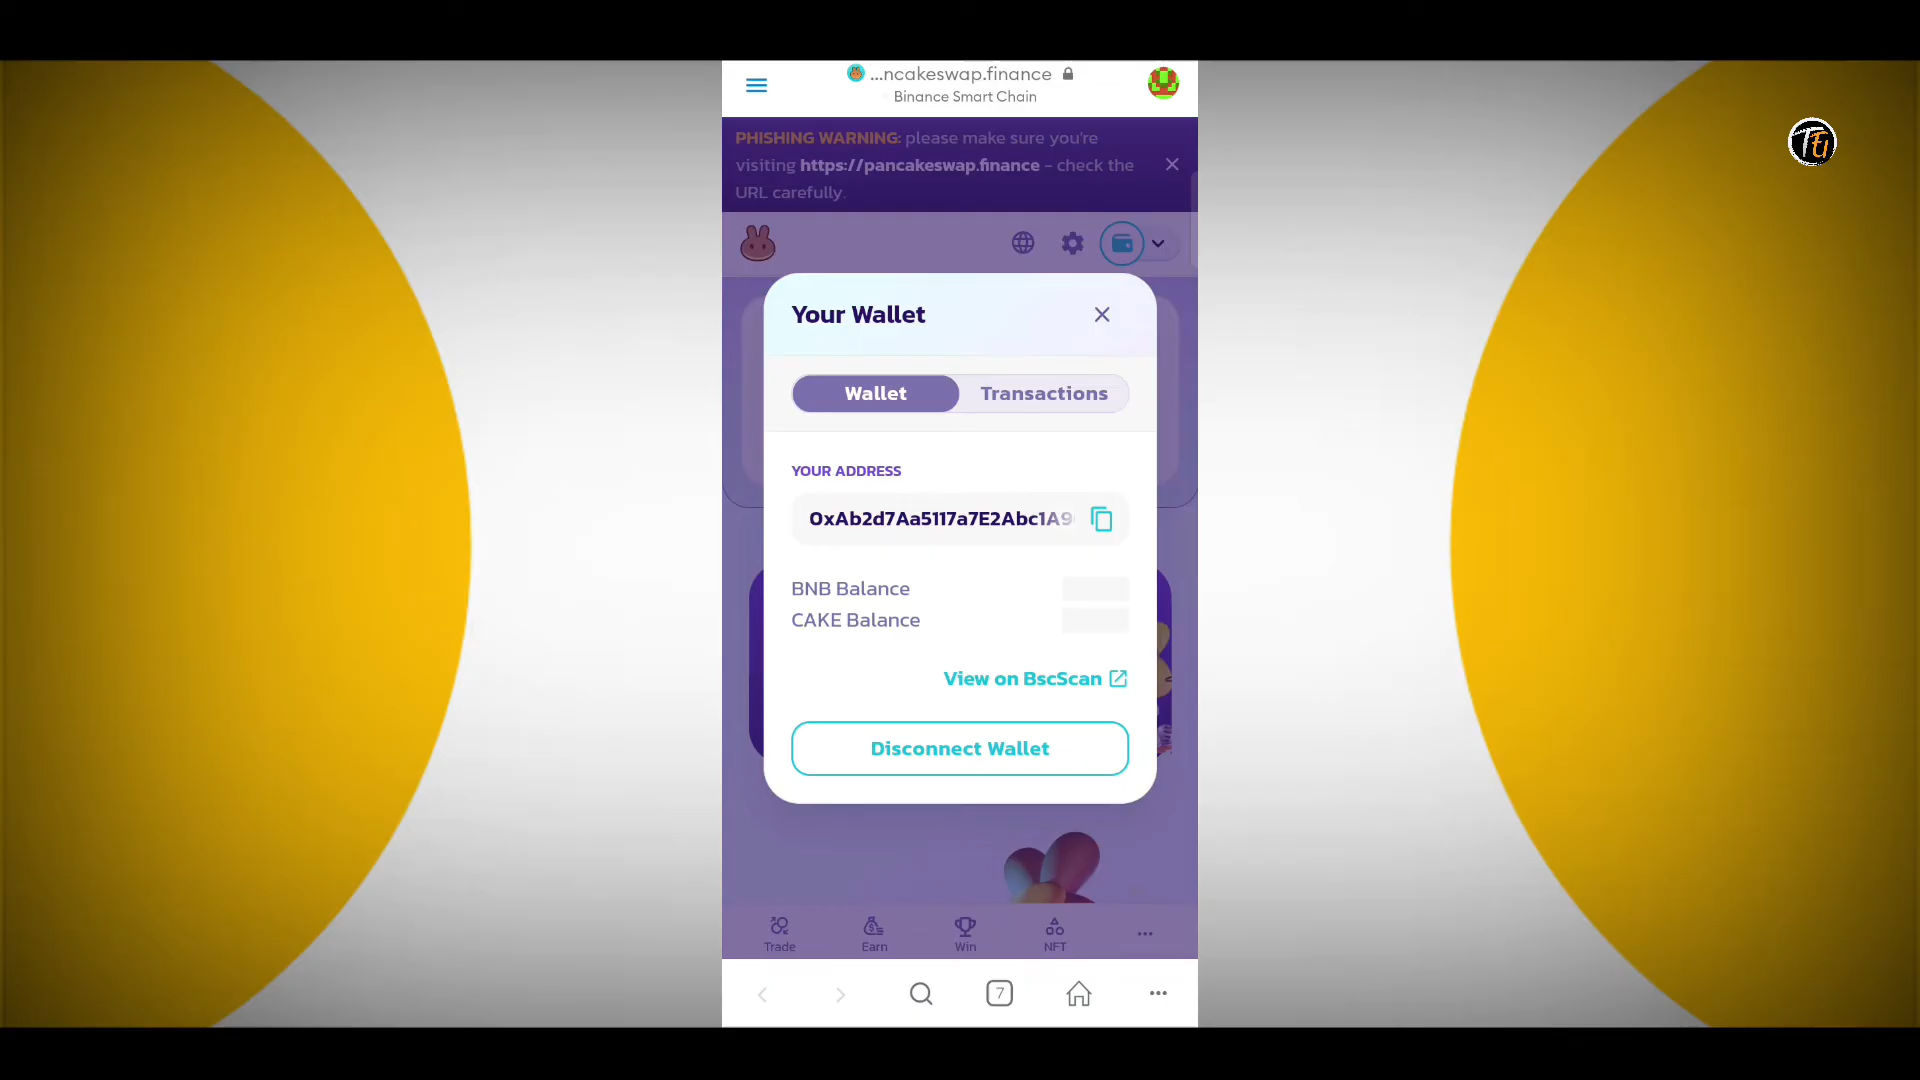 ...ncakeswap.finance
Binance Smart Chain
PHISHING WARNING: please make sure you're
visiting https://pancakeswap.finance - check the
URL carefully.
Your Wallet
Wallet
Transactions
YOUR ADDRESS
0xAb2d7Aa5117a7E2Abc1A9
BNB Balance
CAKE Balance
View on BscScan
Disconnect Wallet
Trade
Earn
Win
NFT
7